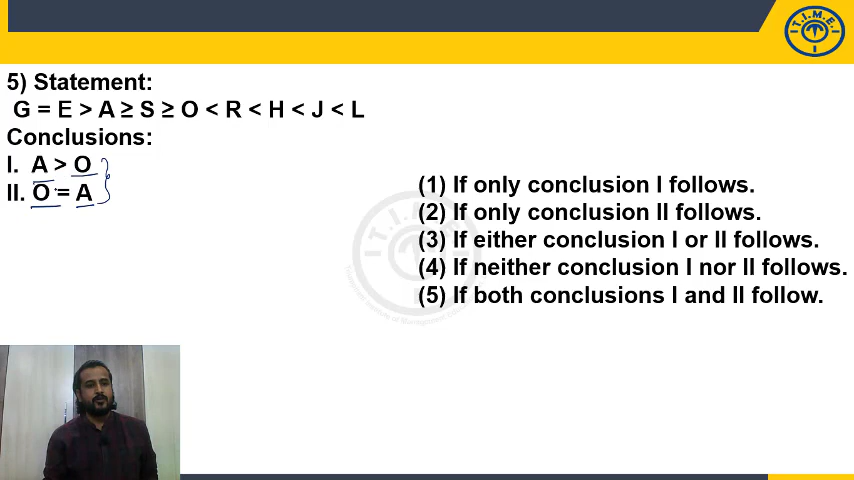 T.I.M.E.
5) Statement:
G = E > A ≥ S ≥ O < R < H < J < L
Conclusions:
I. A > O
II. O = A
(1) If only conclusion I follows.
(2) If only conclusion II follows.
(3) If either conclusion I or II follows.
(4) If neither conclusion I nor II follows.
(5) If both conclusions I and II follow.